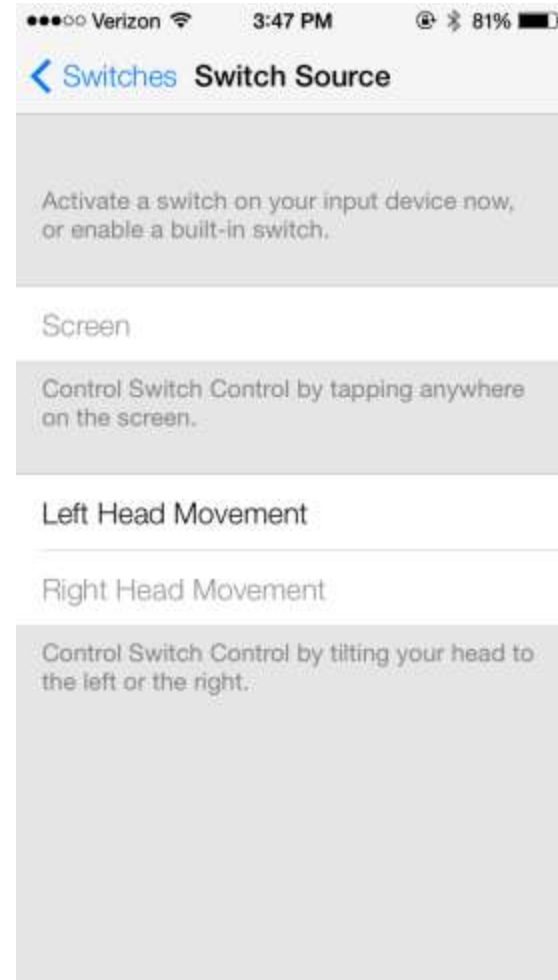 Verizon 3:47 PM 81%
Switches Switch Source
Activate a switch on your input device now,
or enable a built-in switch.
Screen
Control Switch Control by tapping anywhere
on the screen.
Left Head Movement
Right Head Movement
Control Switch Control by tilting your head to
the left or the right.